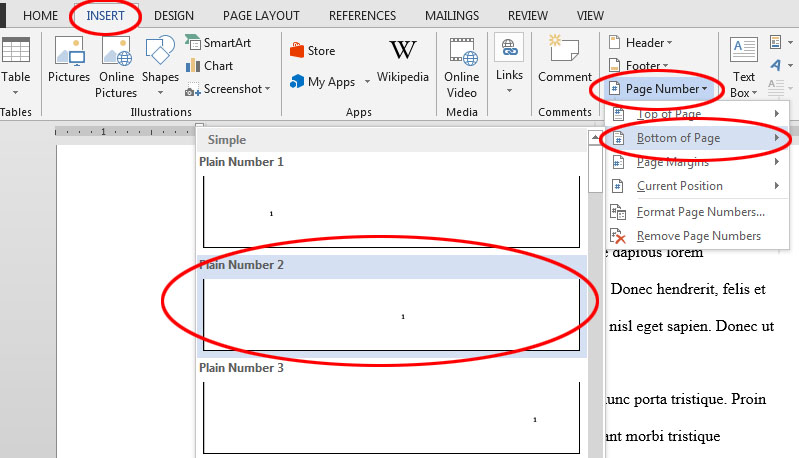 HOME INSERT DESIGN PAGE LAYOUT REFERENCES MAILINGS REVIEW VIEW
Table
Tables
Pictures
Online
Pictures
Shapes
SmartArt
Chart
Screenshot
Illustrations
Store
My Apps
Wikipedia
Apps
Online
Video
Media
Links
Comment
Comments
Header
Footer
Page Number
Text
Box
Top of Page
Bottom of Page
Page Margins
Current Position
Format Page Numbers...
Remove Page Numbers
1
Simple
Plain Number 1
1
Plain Number 2
1
Plain Number 3
1
dapibus lorem
Donec hendrerit, felis et
nisl eget sapien. Donec ut
unc porta tristique. Proin
ant morbi tristique